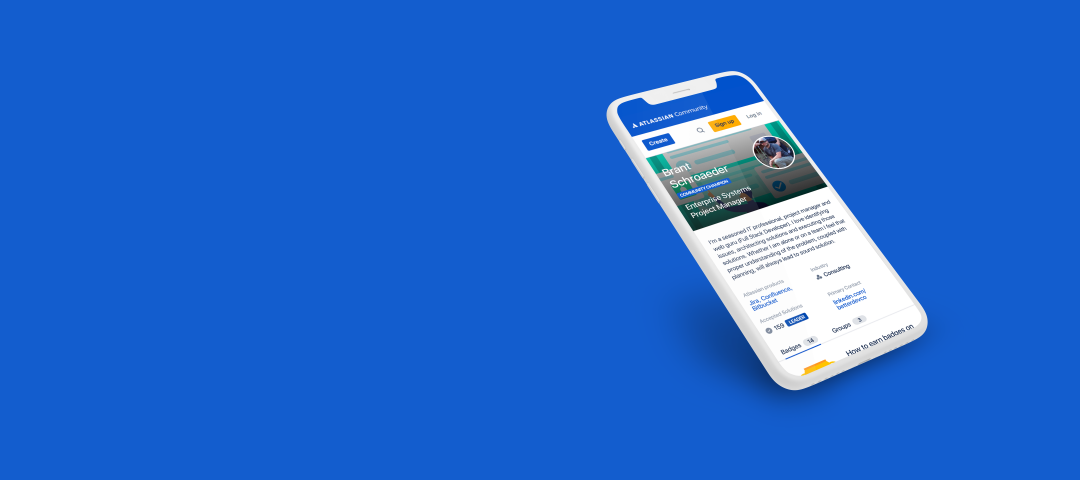 ATLASSIAN Community
Create
Sign up
Log in
Brant
Schroaeder
COMMUNITY CHAMPION
Enterprise Systems
Project Manager
I'm a seasoned IT professional, project manager and
web guru (Full Stack Developer). I love identifying
issues, architecting solutions and executing those
solutions. Whether I am alone or on a team I feel that
proper understanding of the problem, coupled with
planning, will always lead to sound solution.
Atlassian products
Jira, Confluence,
Bitbucket
Industry
Consulting
Accepted Solutions
159 LEADER
Primary Contact
linkedin.com/
betterdevco
Badges 14
Groups 3
How to earn badges on